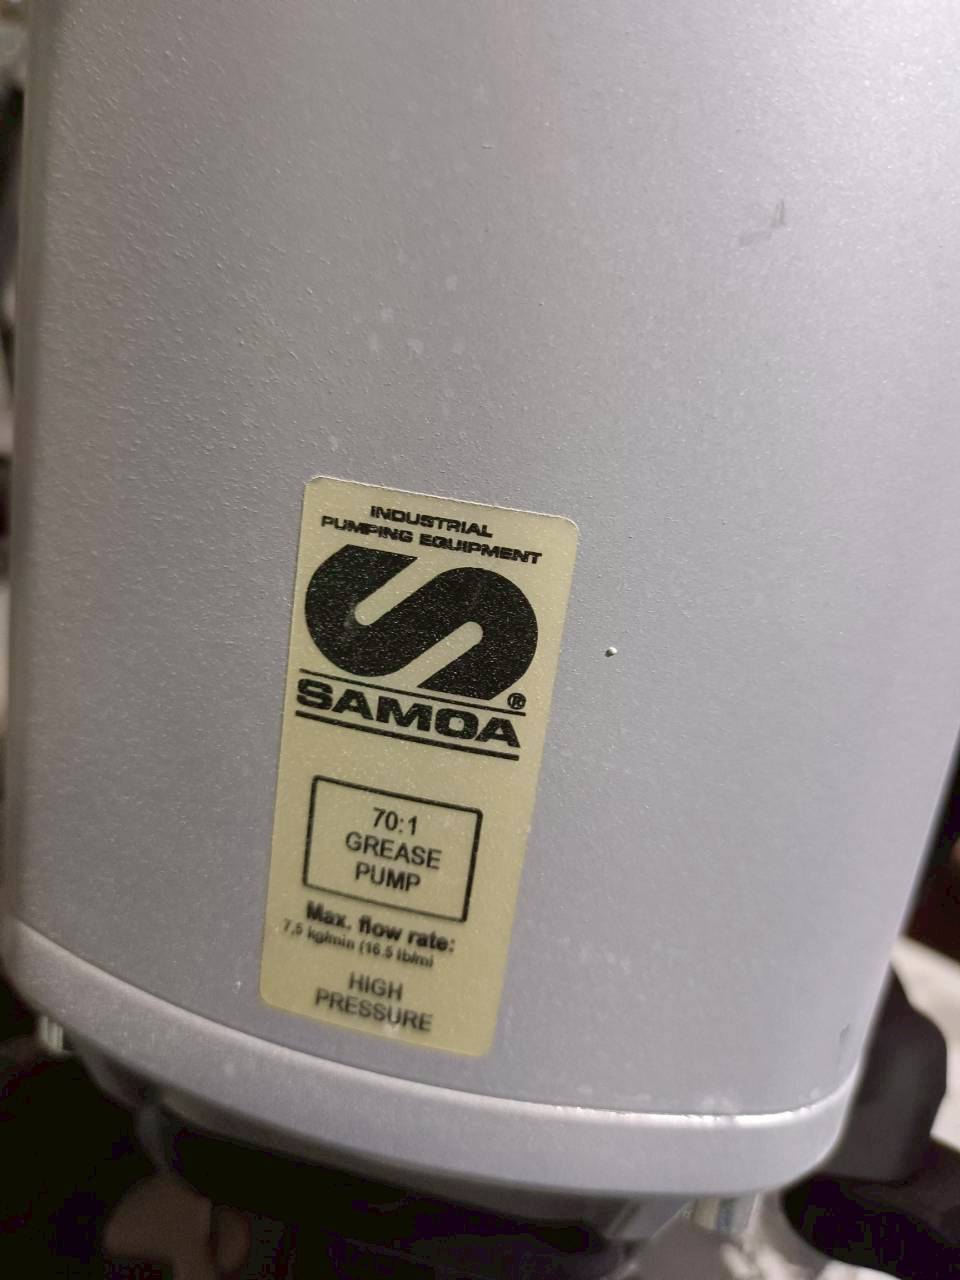 INDUSTRIAL
PUMPING EQUIPMENT
SAMOA®
70:1
GREASE
PUMP
Max. flow rate:
7,5 kg/min (16.5 lb/mi
HIGH
PRESSURE